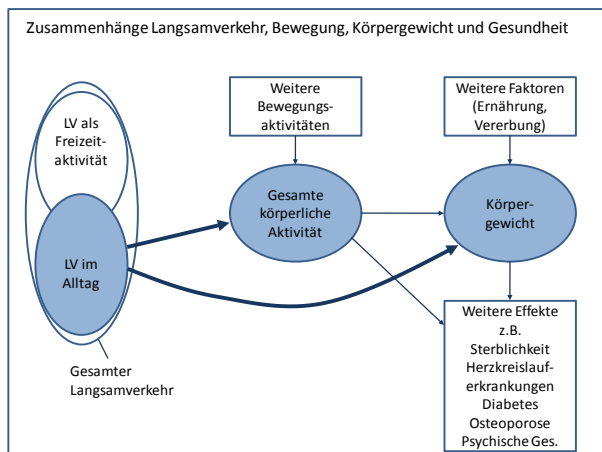 Zusammenhänge Langsamverkehr, Bewegung, Körpergewicht und Gesundheit
LV als
Freizeit-
aktivität
LV im
Alltag
Gesamter
Langsamverkehr
Weitere
Bewegungs-
aktivitäten
Gesamte
körperliche
Aktivität
Weitere Faktoren
(Ernährung,
Vererbung)
Körper-
gewicht
Weitere Effekte
z.B.
Sterblichkeit
Herzkreislauf-
erkrankungen
Diabetes
Osteoporose
Psychische Ges.